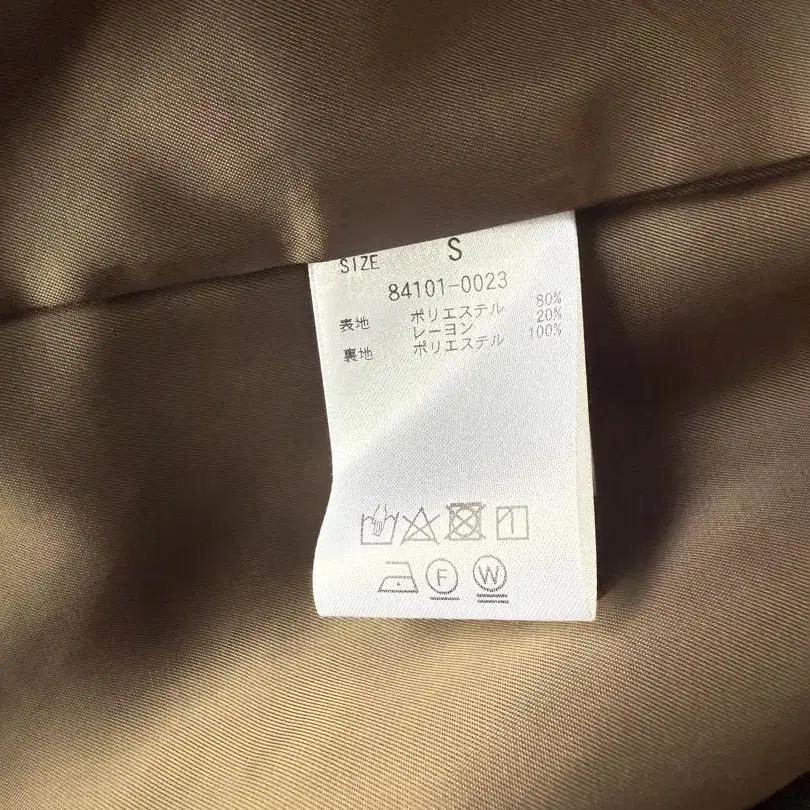 SIZE S
84101-0023
表地 ポリエステル 80%
レーヨン 20%
裏地 ポリエステル 100%
F W